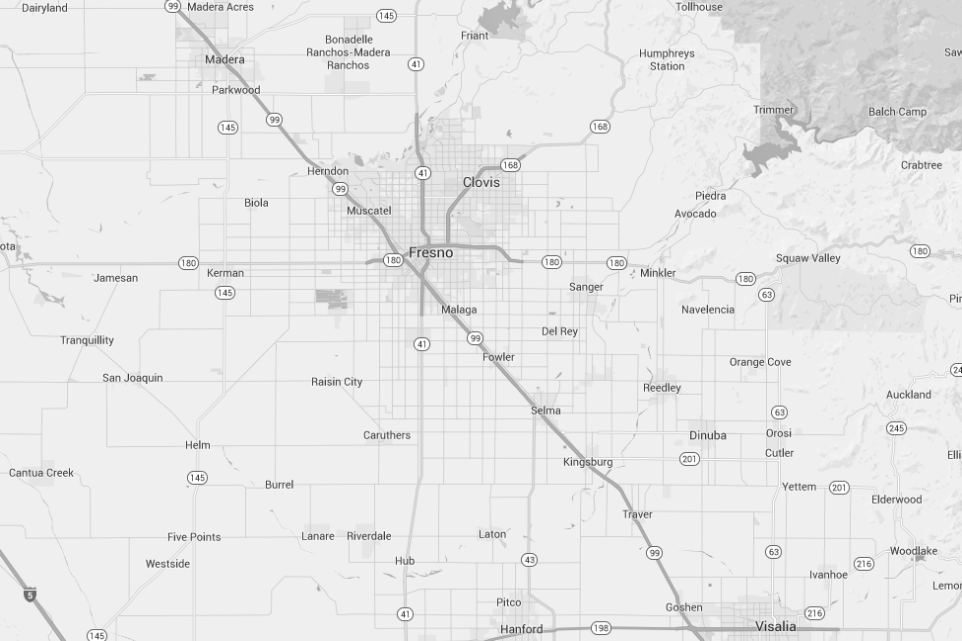 Dairyland
99
Madera Acres
145
Tollhouse
Friant
Bonadelle
Ranchos-Madera
Ranchos
Humphreys
Station
Madera
41
Parkwood
Trimmer
Balch Camp
99
145
168
168
Crabtree
Herndon
41
Clovis
99
Piedra
Biola
Muscatel
Avocado
Fresno
180
180
180
180
180
Squaw Valley
Jamesan
Kerman
Minkler
180
Sanger
145
63
Malaga
Navelencia
Del Rey
Tranquillity
41
99
Fowler
Orange Cove
San Joaquin
Raisin City
Reedley
Auckland
Selma
63
245
Caruthers
Dinuba
Orosi
Helm
Cutler
201
Kingsburg
Cantua Creek
145
Burrel
Yettem
201
Elderwood
Traver
Five Points
Lanare
Riverdale
Laton
Woodlake
99
63
Westside
Hub
43
216
Ivanhoe
5
Pitco
Goshen
41
216
145
Hanford
198
Visalia